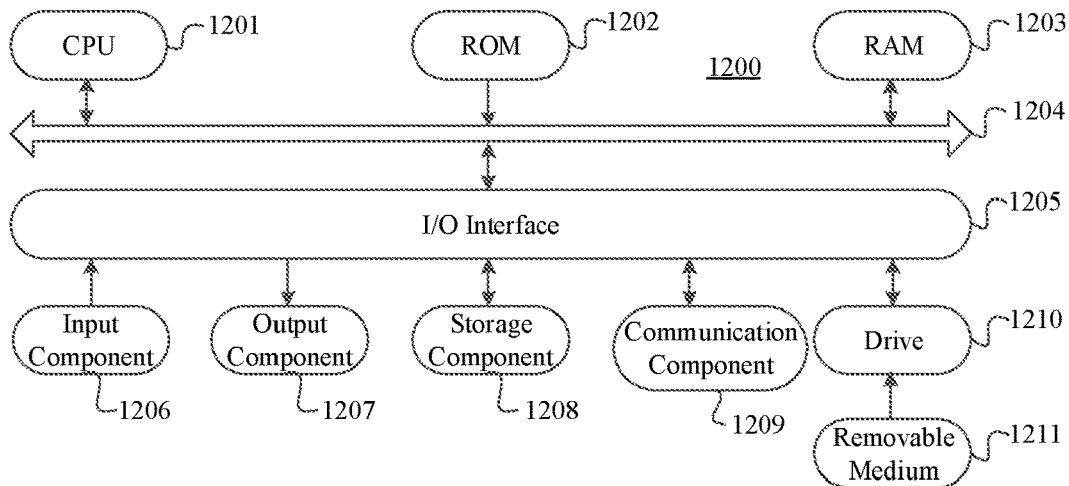 CPU
1201
ROM
1202
RAM
1203
1200
1204
1205
I/O Interface
Input
Component
Output
Component
Storage
Component
Communication
Component
Drive
1210
1206
1207
1208
1209
Removable
Medium
1211